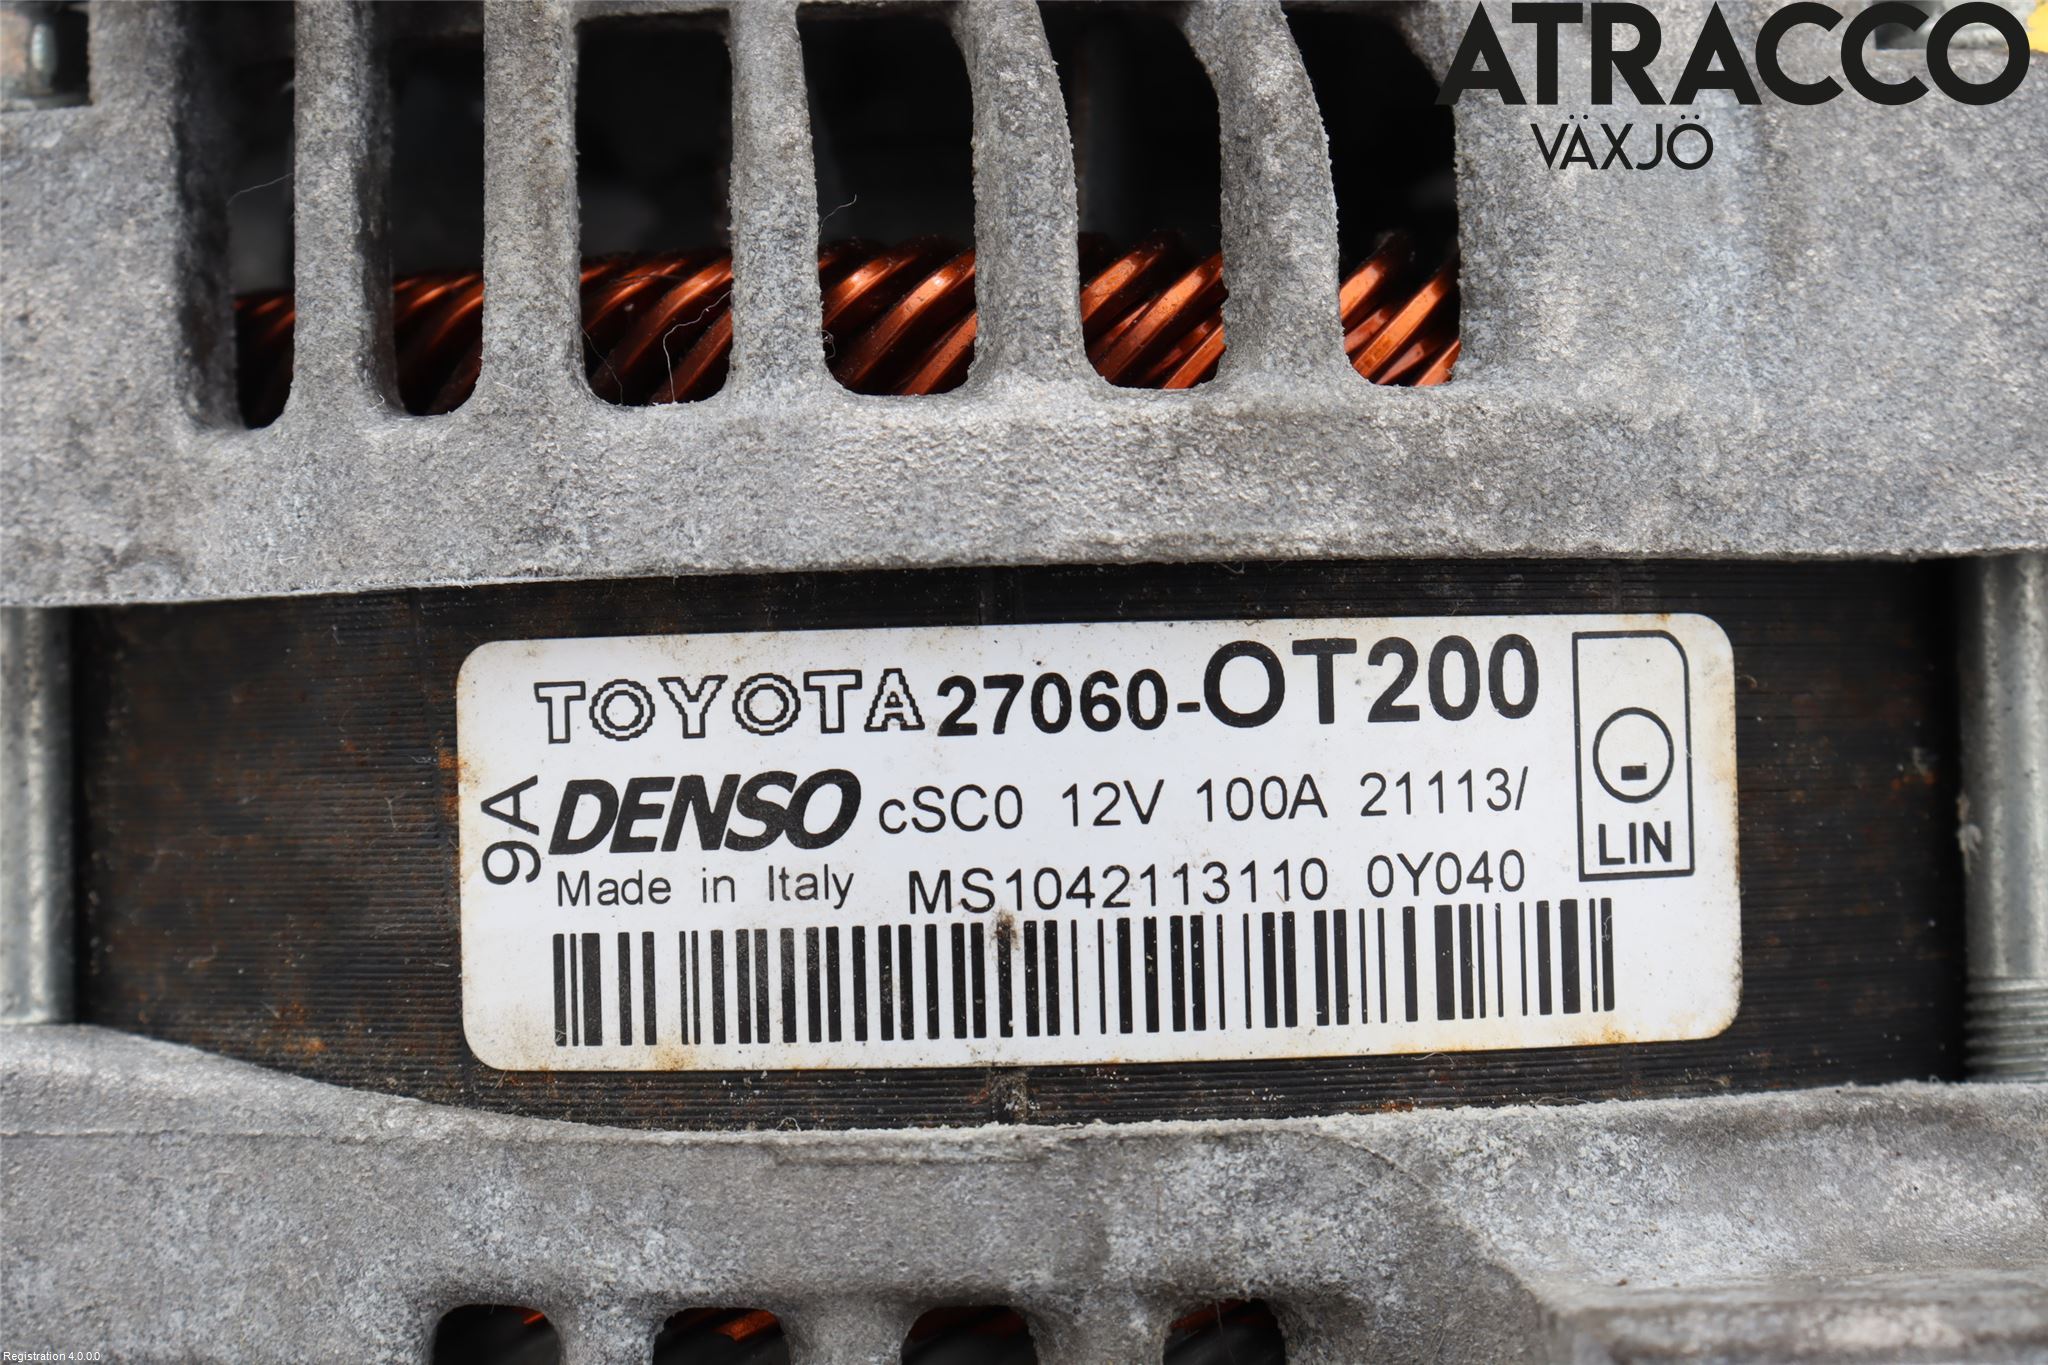 ATRACCO
VÄXJÖ
TOYOTA 27060-0T200
9A
DENSO cSC0 12V 100A 21113/
Made in Italy MS1042113110 0Y040
LIN
Registration 4.0.0.0